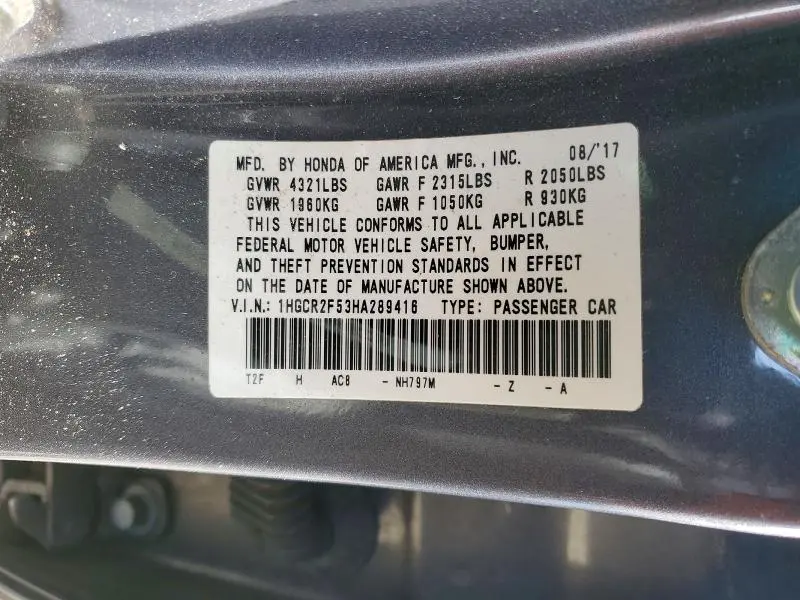 MFD. BY HONDA OF AMERICA MFG., INC. 08/'17
GVWR 4321LBS GAWR F 2315LBS R 2050LBS
GVWR 1960KG GAWR F 1050KG R 930KG
THIS VEHICLE CONFORMS TO ALL APPLICABLE
FEDERAL MOTOR VEHICLE SAFETY, BUMPER,
AND THEFT PREVENTION STANDARDS IN EFFECT
ON THE DATE OF MANUFACTURE SHOWN ABOVE.
V.I.N.: 1HGCR2F53HA289416 TYPE: PASSENGER CAR
T2F H AC8 - NH797M - Z - A